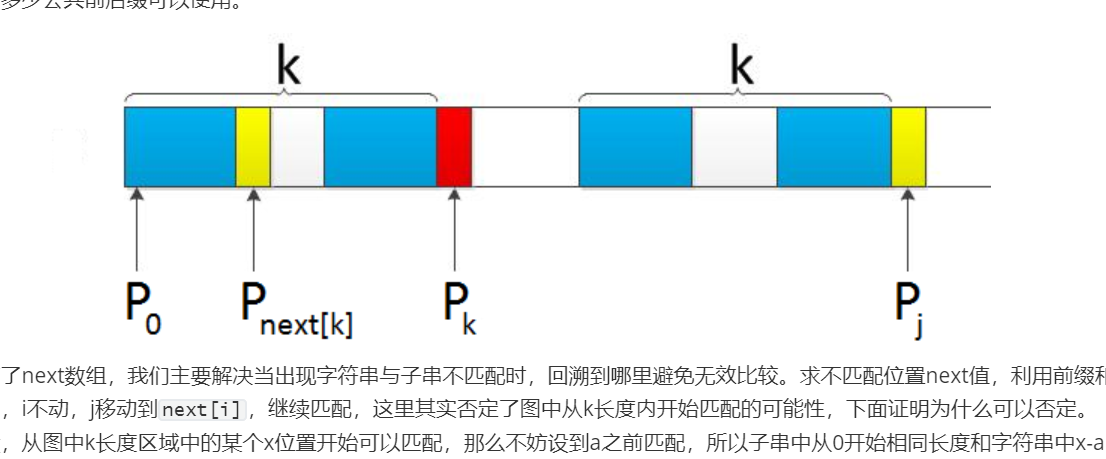 多少公共前后缀可以使用。
k k
P0 Pnext[k] Pk Pj
了next数组，我们主要解决当出现字符串与子串不匹配时，回溯到哪里避免无效比较。求不匹配位置next值，利用前缀和
，i不动，j移动到next[i]，继续匹配，这里其实否定了图中从k长度内开始匹配的可能性，下面证明为什么可以否定。
，从图中k长度区域中的某个x位置开始可以匹配，那么不妨设到a之前匹配，所以子串中从0开始相同长度和字符串中x-a